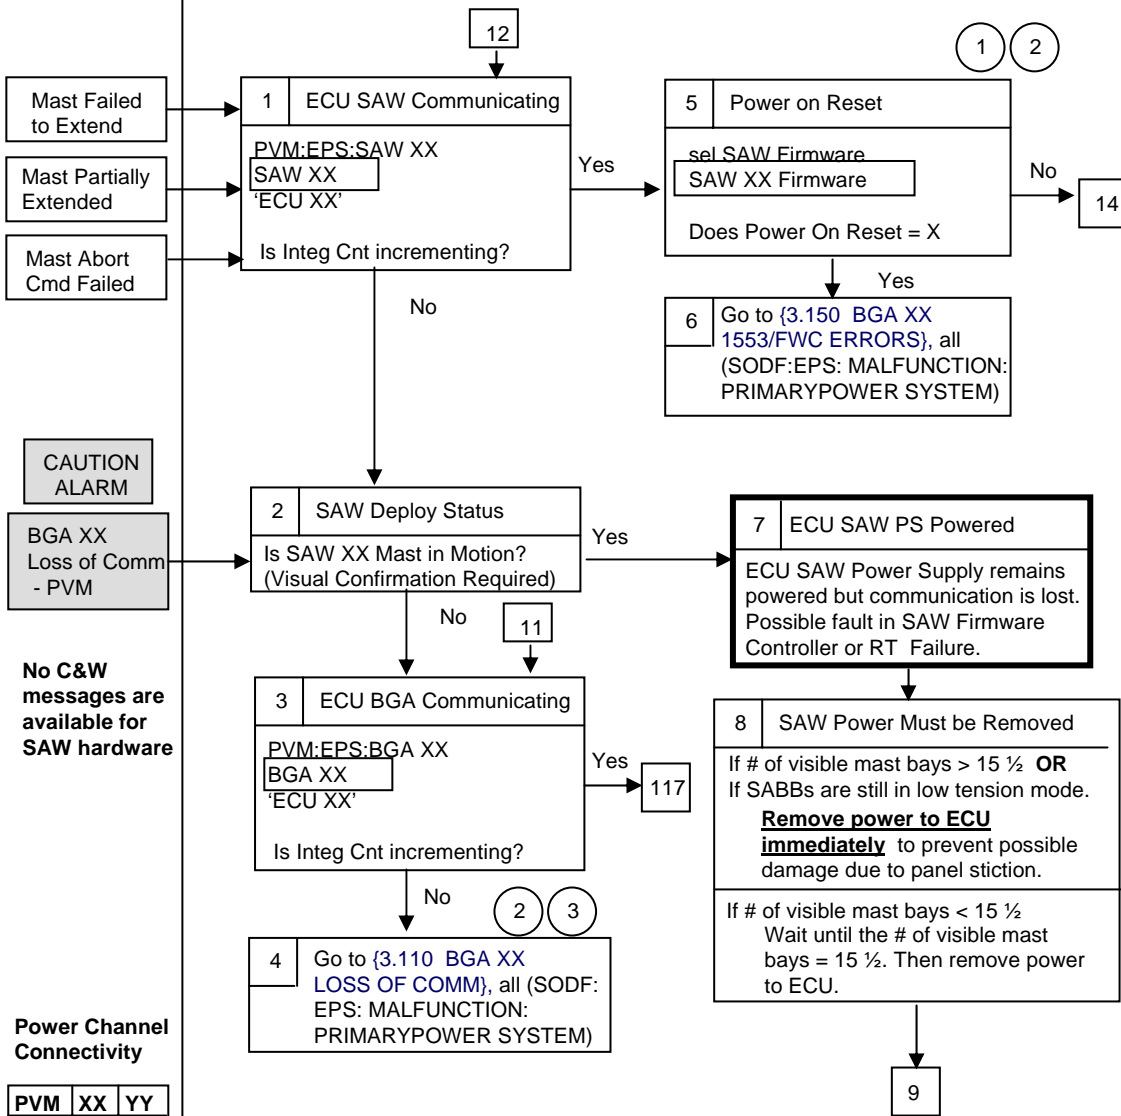 12
1 2
Mast Failed
to Extend
Mast Partially
Extended
Mast Abort
Cmd Failed
1 ECU SAW Communicating
PVM:EPS:SAW XX
SAW XX
'ECU XX'
Is Integ Cnt incrementing?
Yes
No
5 Power on Reset
sel SAW Firmware
SAW XX Firmware
Does Power On Reset = X
No
14
Yes
6 Go to {3.150 BGA XX
1553/FWC ERRORS}, all
(SODF:EPS: MALFUNCTION:
PRIMARYPOWER SYSTEM)
CAUTION
ALARM
BGA XX
Loss of Comm
- PVM
2 SAW Deploy Status
Is SAW XX Mast in Motion?
(Visual Confirmation Required)
Yes
No
11
7 ECU SAW PS Powered
ECU SAW Power Supply remains
powered but communication is lost.
Possible fault in SAW Firmware
Controller or RT Failure.
No C&W
messages are
available for
SAW hardware
3 ECU BGA Communicating
PVM:EPS:BGA XX
BGA XX
'ECU XX'
Is Integ Cnt incrementing?
Yes
117
No
2 3
8 SAW Power Must be Removed
If # of visible mast bays > 15 ½ OR
If SABBs are still in low tension mode.
Remove power to ECU
immediately to prevent possible
damage due to panel stiction.
If # of visible mast bays < 15 ½
Wait until the # of visible mast
bays = 15 ½. Then remove power
to ECU.
4 Go to {3.110 BGA XX
LOSS OF COMM}, all (SODF:
EPS: MALFUNCTION:
PRIMARYPOWER SYSTEM)
9
Power Channel
Connectivity
PVM XX YY